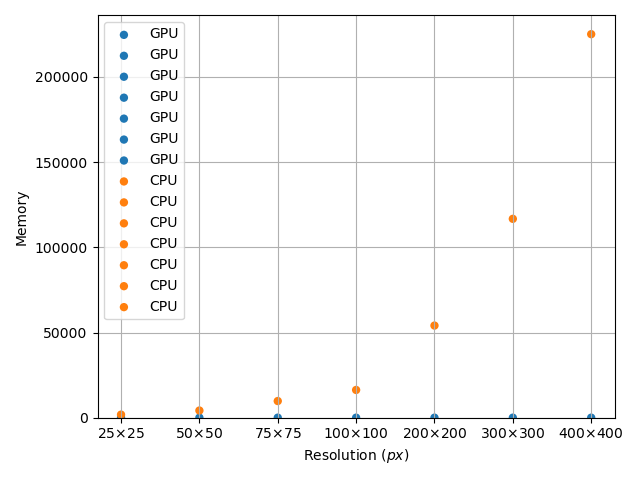 GPU
GPU
GPU
GPU
GPU
GPU
GPU
CPU
CPU
CPU
CPU
CPU
CPU
CPU
200000
150000
100000
50000
0
Memory
25×25 50×50 75×75 100×100 200×200 300×300 400×400
Resolution (px)